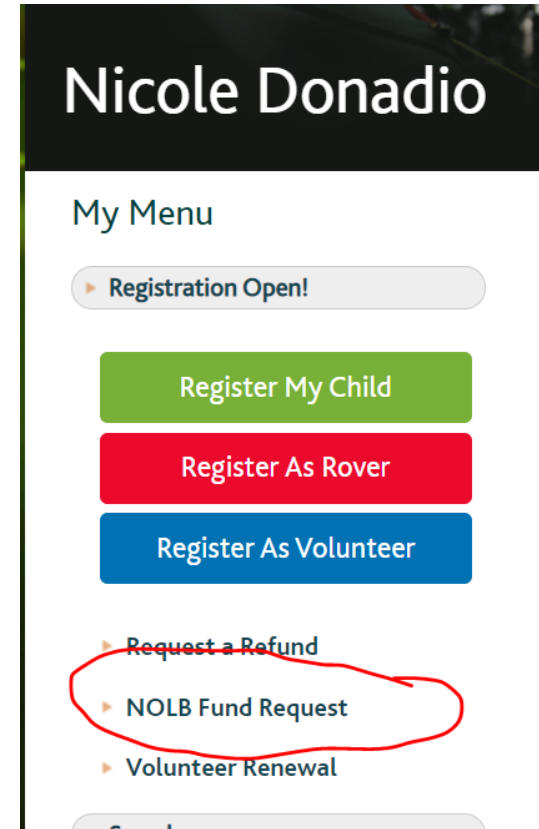 Nicole Donadio
My Menu
Registration Open!
Register My Child
Register As Rover
Register As Volunteer
Request a Refund
NOLB Fund Request
Volunteer Renewal